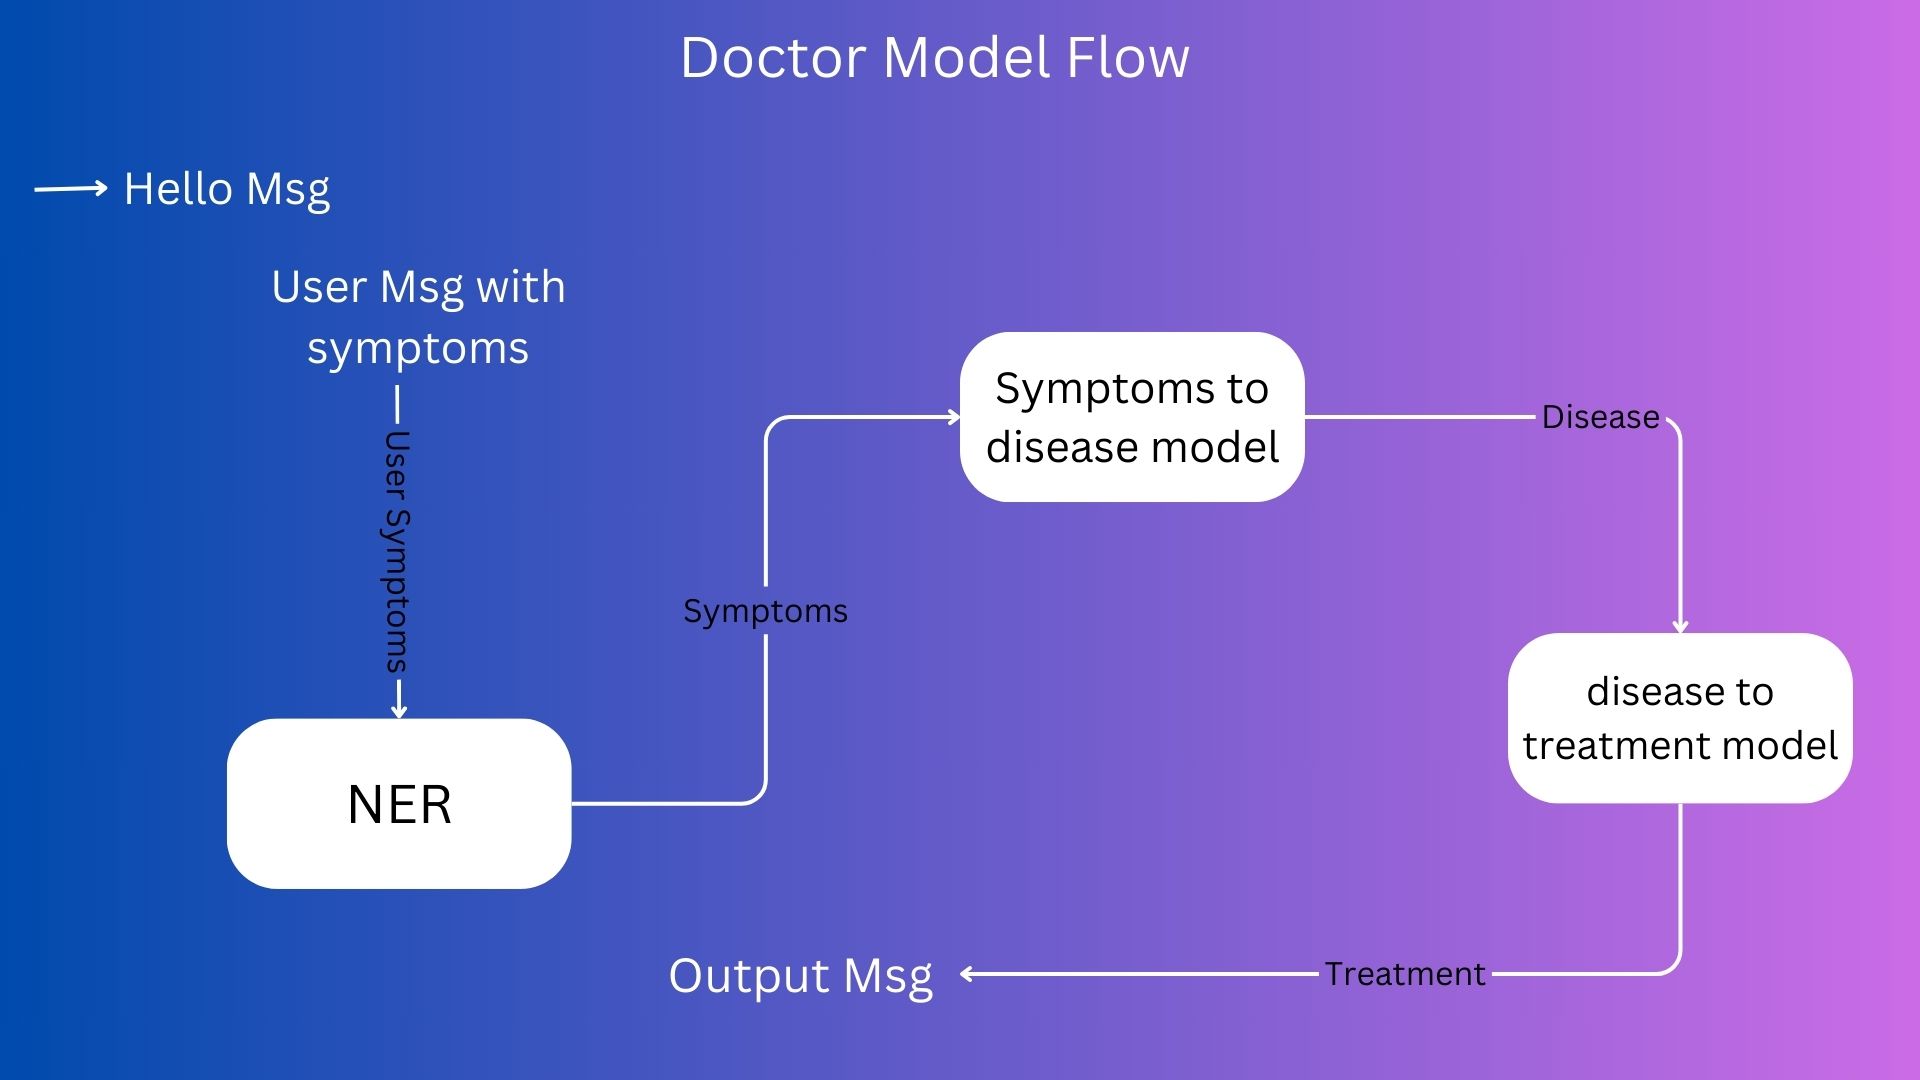 Doctor Model Flow
Hello Msg
User Msg with
symptoms
User Symptoms
NER
Symptoms
Symptoms to
disease model
Disease
disease to
treatment model
Treatment
Output Msg